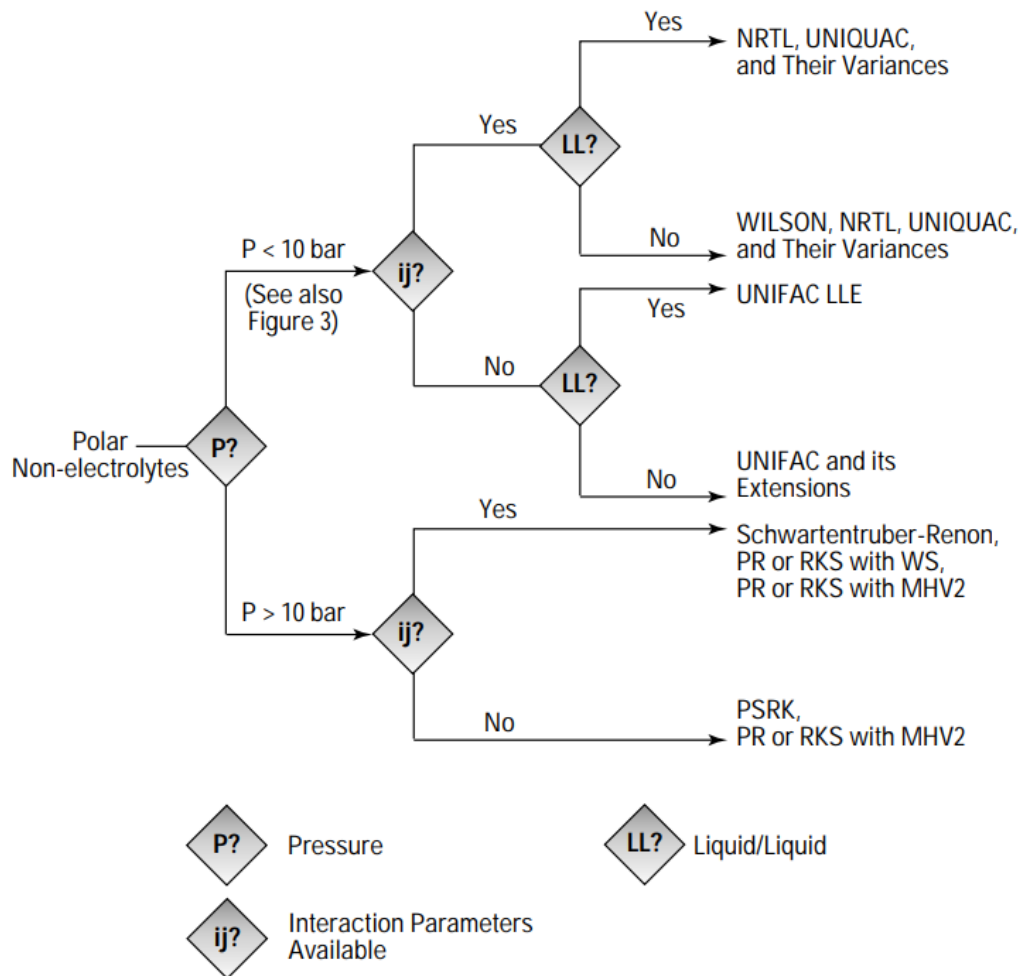 Yes
NRTL, UNIQUAC,
and Their Variances
Yes
LL?
No
WILSON, NRTL, UNIQUAC,
and Their Variances
P < 10 bar
ij?
(See also
Figure 3)
Yes
UNIFAC LLE
No
LL?
Polar
Non-electrolytes
P?
No
UNIFAC and its
Extensions
Yes
Schwartentruber-Renon,
PR or RKS with WS,
PR or RKS with MHV2
P > 10 bar
ij?
No
PSRK,
PR or RKS with MHV2
P?
Pressure
LL?
Liquid/Liquid
ij?
Interaction Parameters
Available